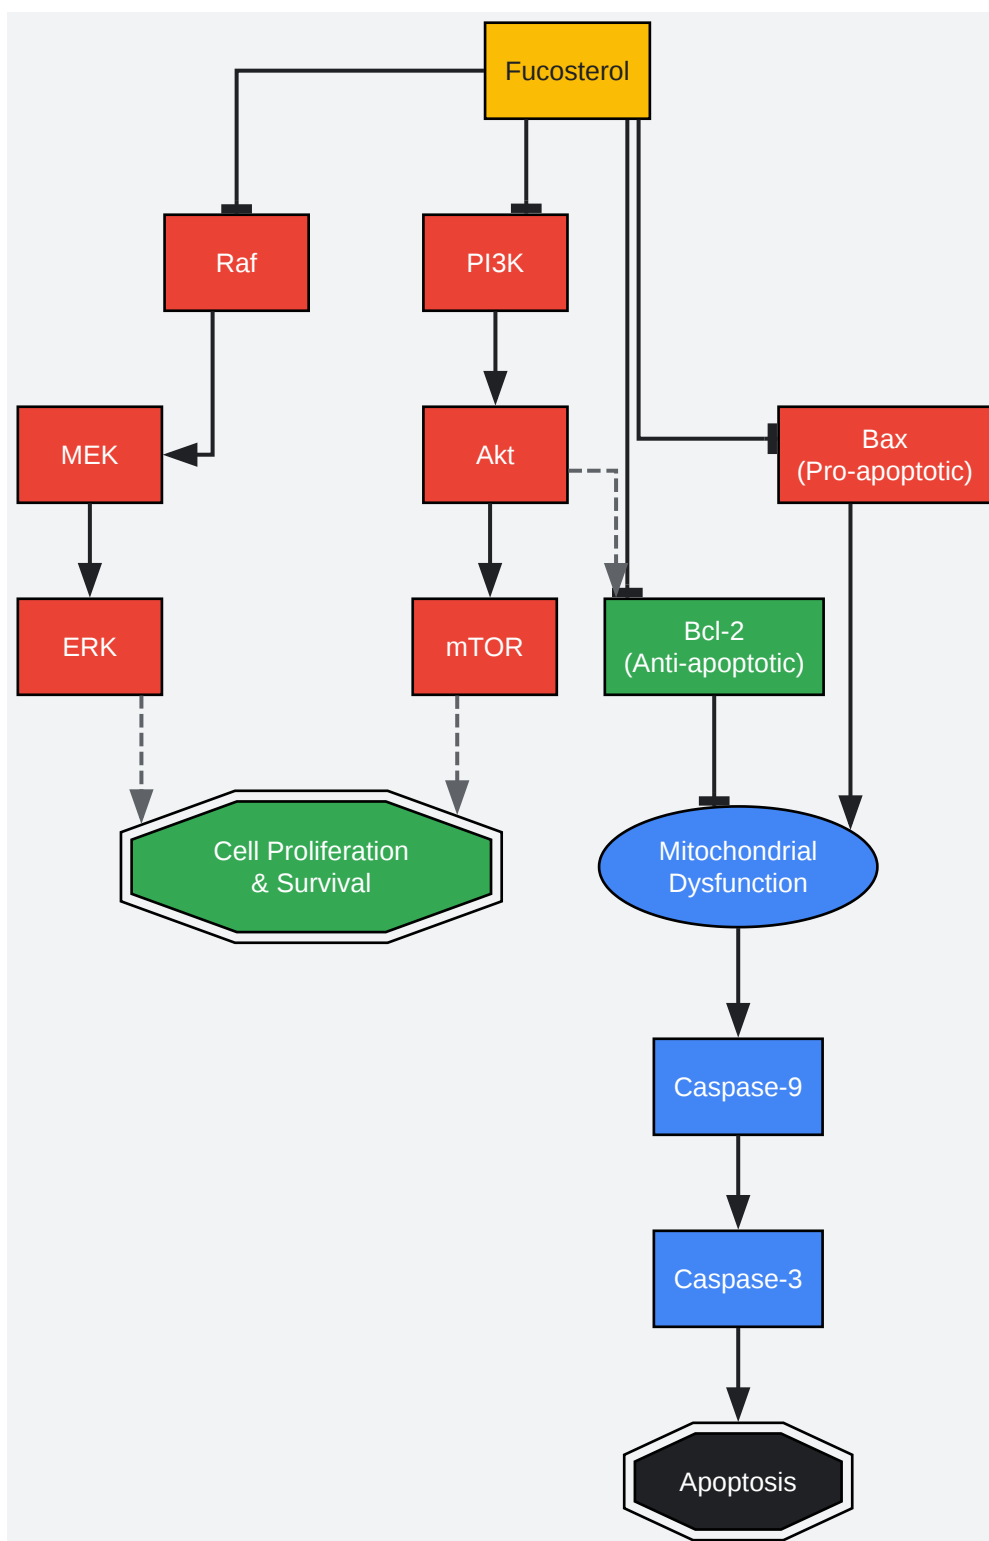 Fucosterol
Raf
PI3K
MEK
Akt
Bax
(Pro-apoptotic)
ERK
mTOR
Bcl-2
(Anti-apoptotic)
Cell Proliferation
& Survival
Mitochondrial
Dysfunction
Caspase-9
Caspase-3
Apoptosis